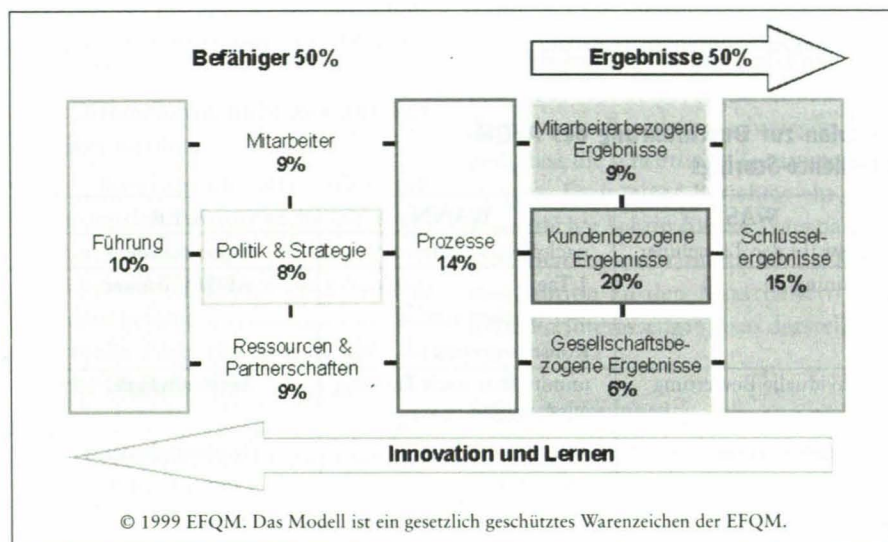 Befähiger 50%
Ergebnisse 50%
Führung
10%
Mitarbeiter
9%
Politik & Strategie
8%
Ressourcen &
Partnerschaften
9%
Prozesse
14%
Mitarbeiterbezogene
Ergebnisse
9%
Kundenbezogene
Ergebnisse
20%
Gesellschaftsbe-
zogene Ergebnisse
6%
Schlüssel-
ergebnisse
15%
Innovation und Lernen
© 1999 EFQM. Das Modell ist ein gesetzlich geschütztes Warenzeichen der EFQM.